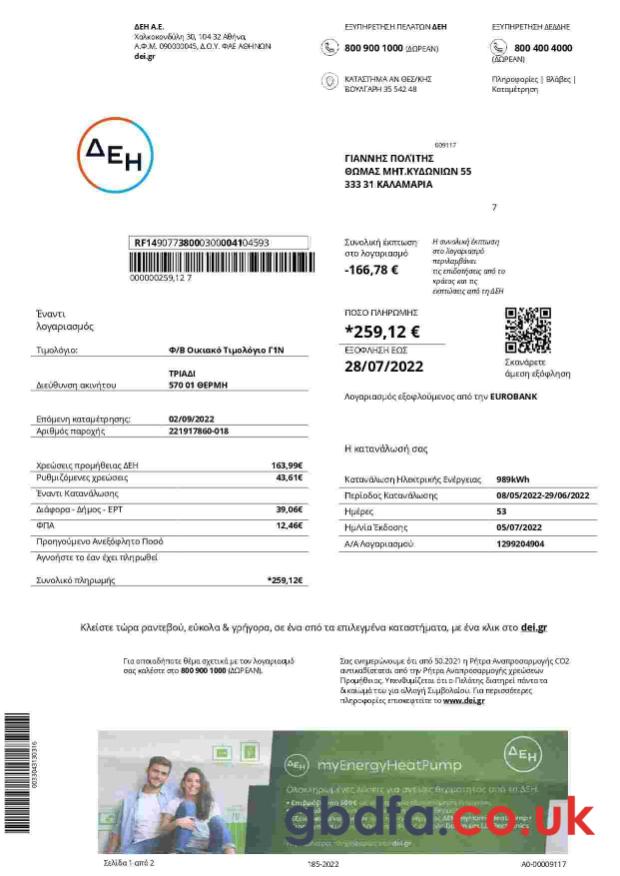 ΔΕΗ Α.Ε.
Χαλκοκονδύλη 30, 104 32 Αθήνα,
Α.Φ.Μ. 090000045, Δ.Ο.Υ. ΦΑΕ ΑΘΗΝΩΝ
dei.gr
ΕΞΥΠΗΡΕΤΗΣΗ ΠΕΛΑΤΩΝ ΔΕΗ
800 900 1000 (ΔΩΡΕΑΝ)
ΚΑΤΑΣΤΗΜΑ ΑΝ ΘΕΣ/ΚΗΣ
ΒΟΥΛΓΑΡΗ 35 542 48
ΕΞΥΠΗΡΕΤΗΣΗ ΔΕΔΔΗΕ
800 400 4000
(ΔΩΡΕΑΝ)
Πληροφορίες | Βλάβες |
Καταμέτρηση
ΔΕΗ
009117
ΓΙΑΝΝΗΣ ΠΟΛΊΤΗΣ
ΘΩΜΑΣ ΜΗΤ.ΚΥΔΩΝΙΩΝ 55
333 31 ΚΑΛΑΜΑΡΙΑ
7
RF14907738000300004104593
000000259,12 7
Συνολική έκπτωση
στο λογαριασμό
-166,78 €
Η συνολική έκπτωση
στο λογαριασμό
περιλαμβάνει
τις επιδοτήσεις από το
κράτος και τις
εκπτώσεις από τη ΔΕΗ
Έναντι
λογαριασμός
Τιμολόγιο: Φ/Β Οικιακό Τιμολόγιο Γ1Ν
Διεύθυνση ακινήτου ΤΡΙΑΔΙ
570 01 ΘΕΡΜΗ
Επόμενη καταμέτρησης: 02/09/2022
Αριθμός παροχής 221917860-018
ΠΟΣΟ ΠΛΗΡΩΜΗΣ
*259,12 €
ΕΞΟΦΛΗΣΗ ΕΩΣ
28/07/2022
Σκανάρετε
άμεση εξόφληση
Λογαριασμός εξοφλούμενος από την EUROBANK
Χρεώσεις προμήθειας ΔΕΗ 163,99€
Ρυθμιζόμενες χρεώσεις 43,61€
Έναντι Κατανάλωσης
Διάφορα - Δήμος - ΕΡΤ 39,06€
ΦΠΑ 12,46€
Προηγούμενο Ανεξόφλητο Ποσό
Αγνοήστε το έαν έχει πληρωθεί
Συνολικό πληρωμής *259,12€
Η κατανάλωσή σας
Κατανάλωση Ηλεκτρικής Ενέργειας 989kWh
Περίοδος Κατανάλωσης 08/05/2022-29/06/2022
Ημέρες 53
Ημ/νία Έκδοσης 05/07/2022
Α/Α Λογαριασμού 1299204904
Κλείστε τώρα ραντεβού, εύκολα & γρήγορα, σε ένα από τα επιλεγμένα καταστήματα, με ένα κλικ στο dei.gr
Για οποιοδήποτε θέμα σχετικά με τον λογαριασμό
σας καλέστε στο 800 900 1000 (ΔΩΡΕΑΝ).
Σας ενημερώνουμε ότι από 50.2021 η Ρήτρα Αναπροσαρμογής CO2
αντικαθίσταται από την Ρήτρα Αναπροσαρμογής χρεώσεων
Προμήθειας. Υπενθυμίζεται ότι ο Πελάτης διατηρεί πάντα το
δικαίωμά του για αλλαγή Συμβολαίου. Για περισσότερες
πληροφορίες επισκεφτείτε το www.dei.gr
0033043130316
ΔΕΗ myEnergyHeatPump
ΔΕΗ
Ολοκληρωμένες λύσεις για αντλίες θερμότητας από τη ΔΕΗ.
gbdla.co.uk
Σελίδα 1 από 2
185-2022
A0-00009117